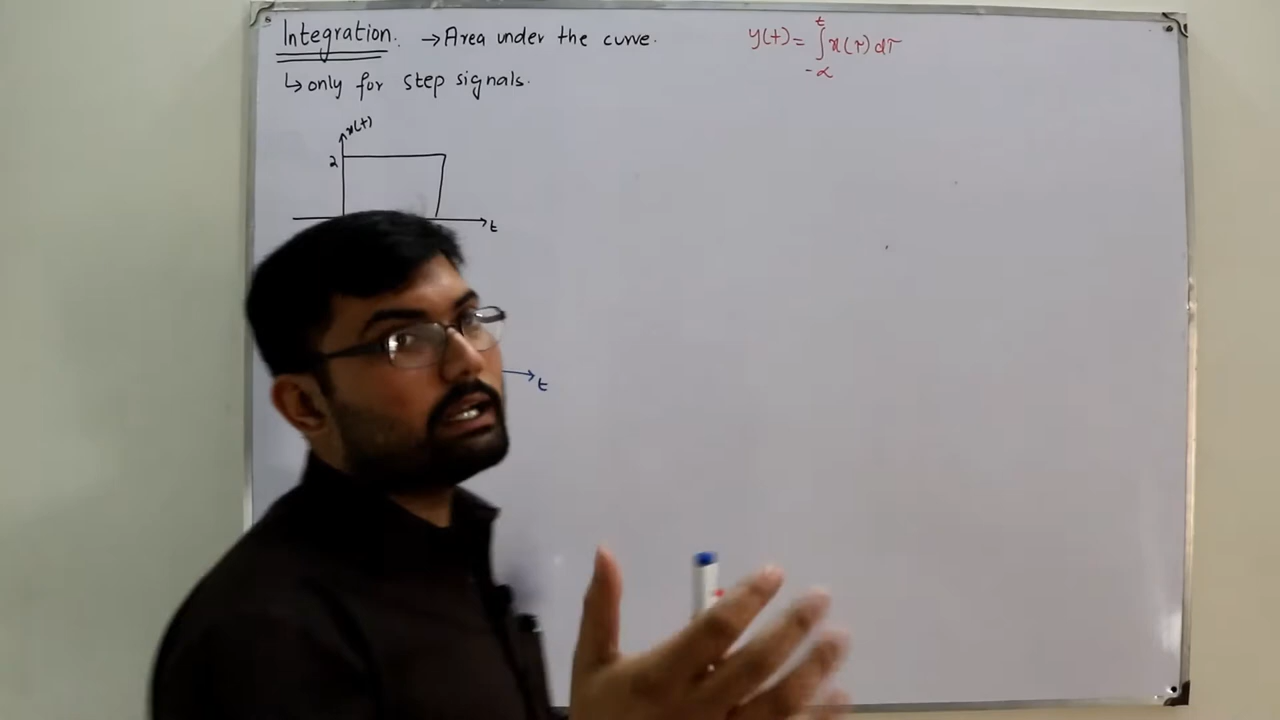 Integration. → Area under the curve.
↳ only for step signals.
y(t) = ∫ x(τ) dτ
t
-∞
x(t)
2
t
t